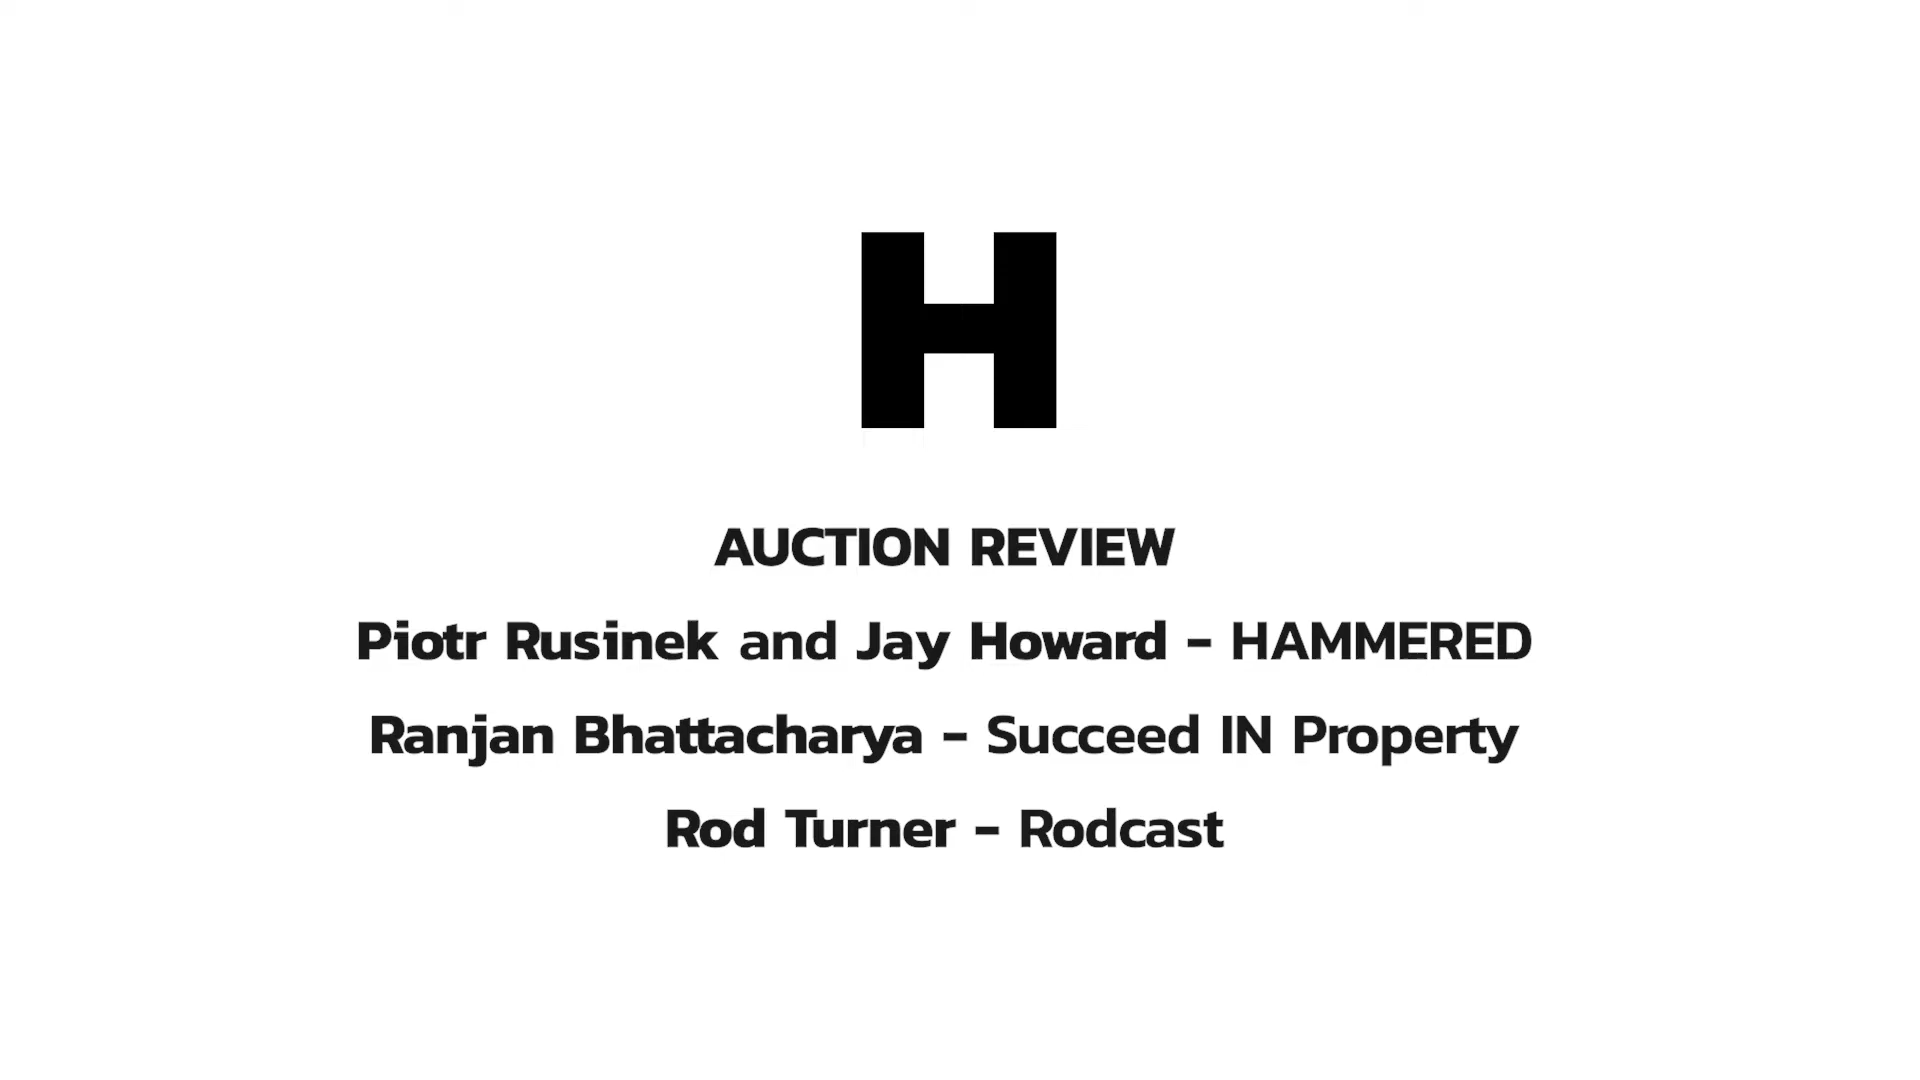 H
AUCTION REVIEW
Piotr Rusinek and Jay Howard - HAMMERED
Ranjan Bhattacharya - Succeed IN Property
Rod Turner - Rodcast